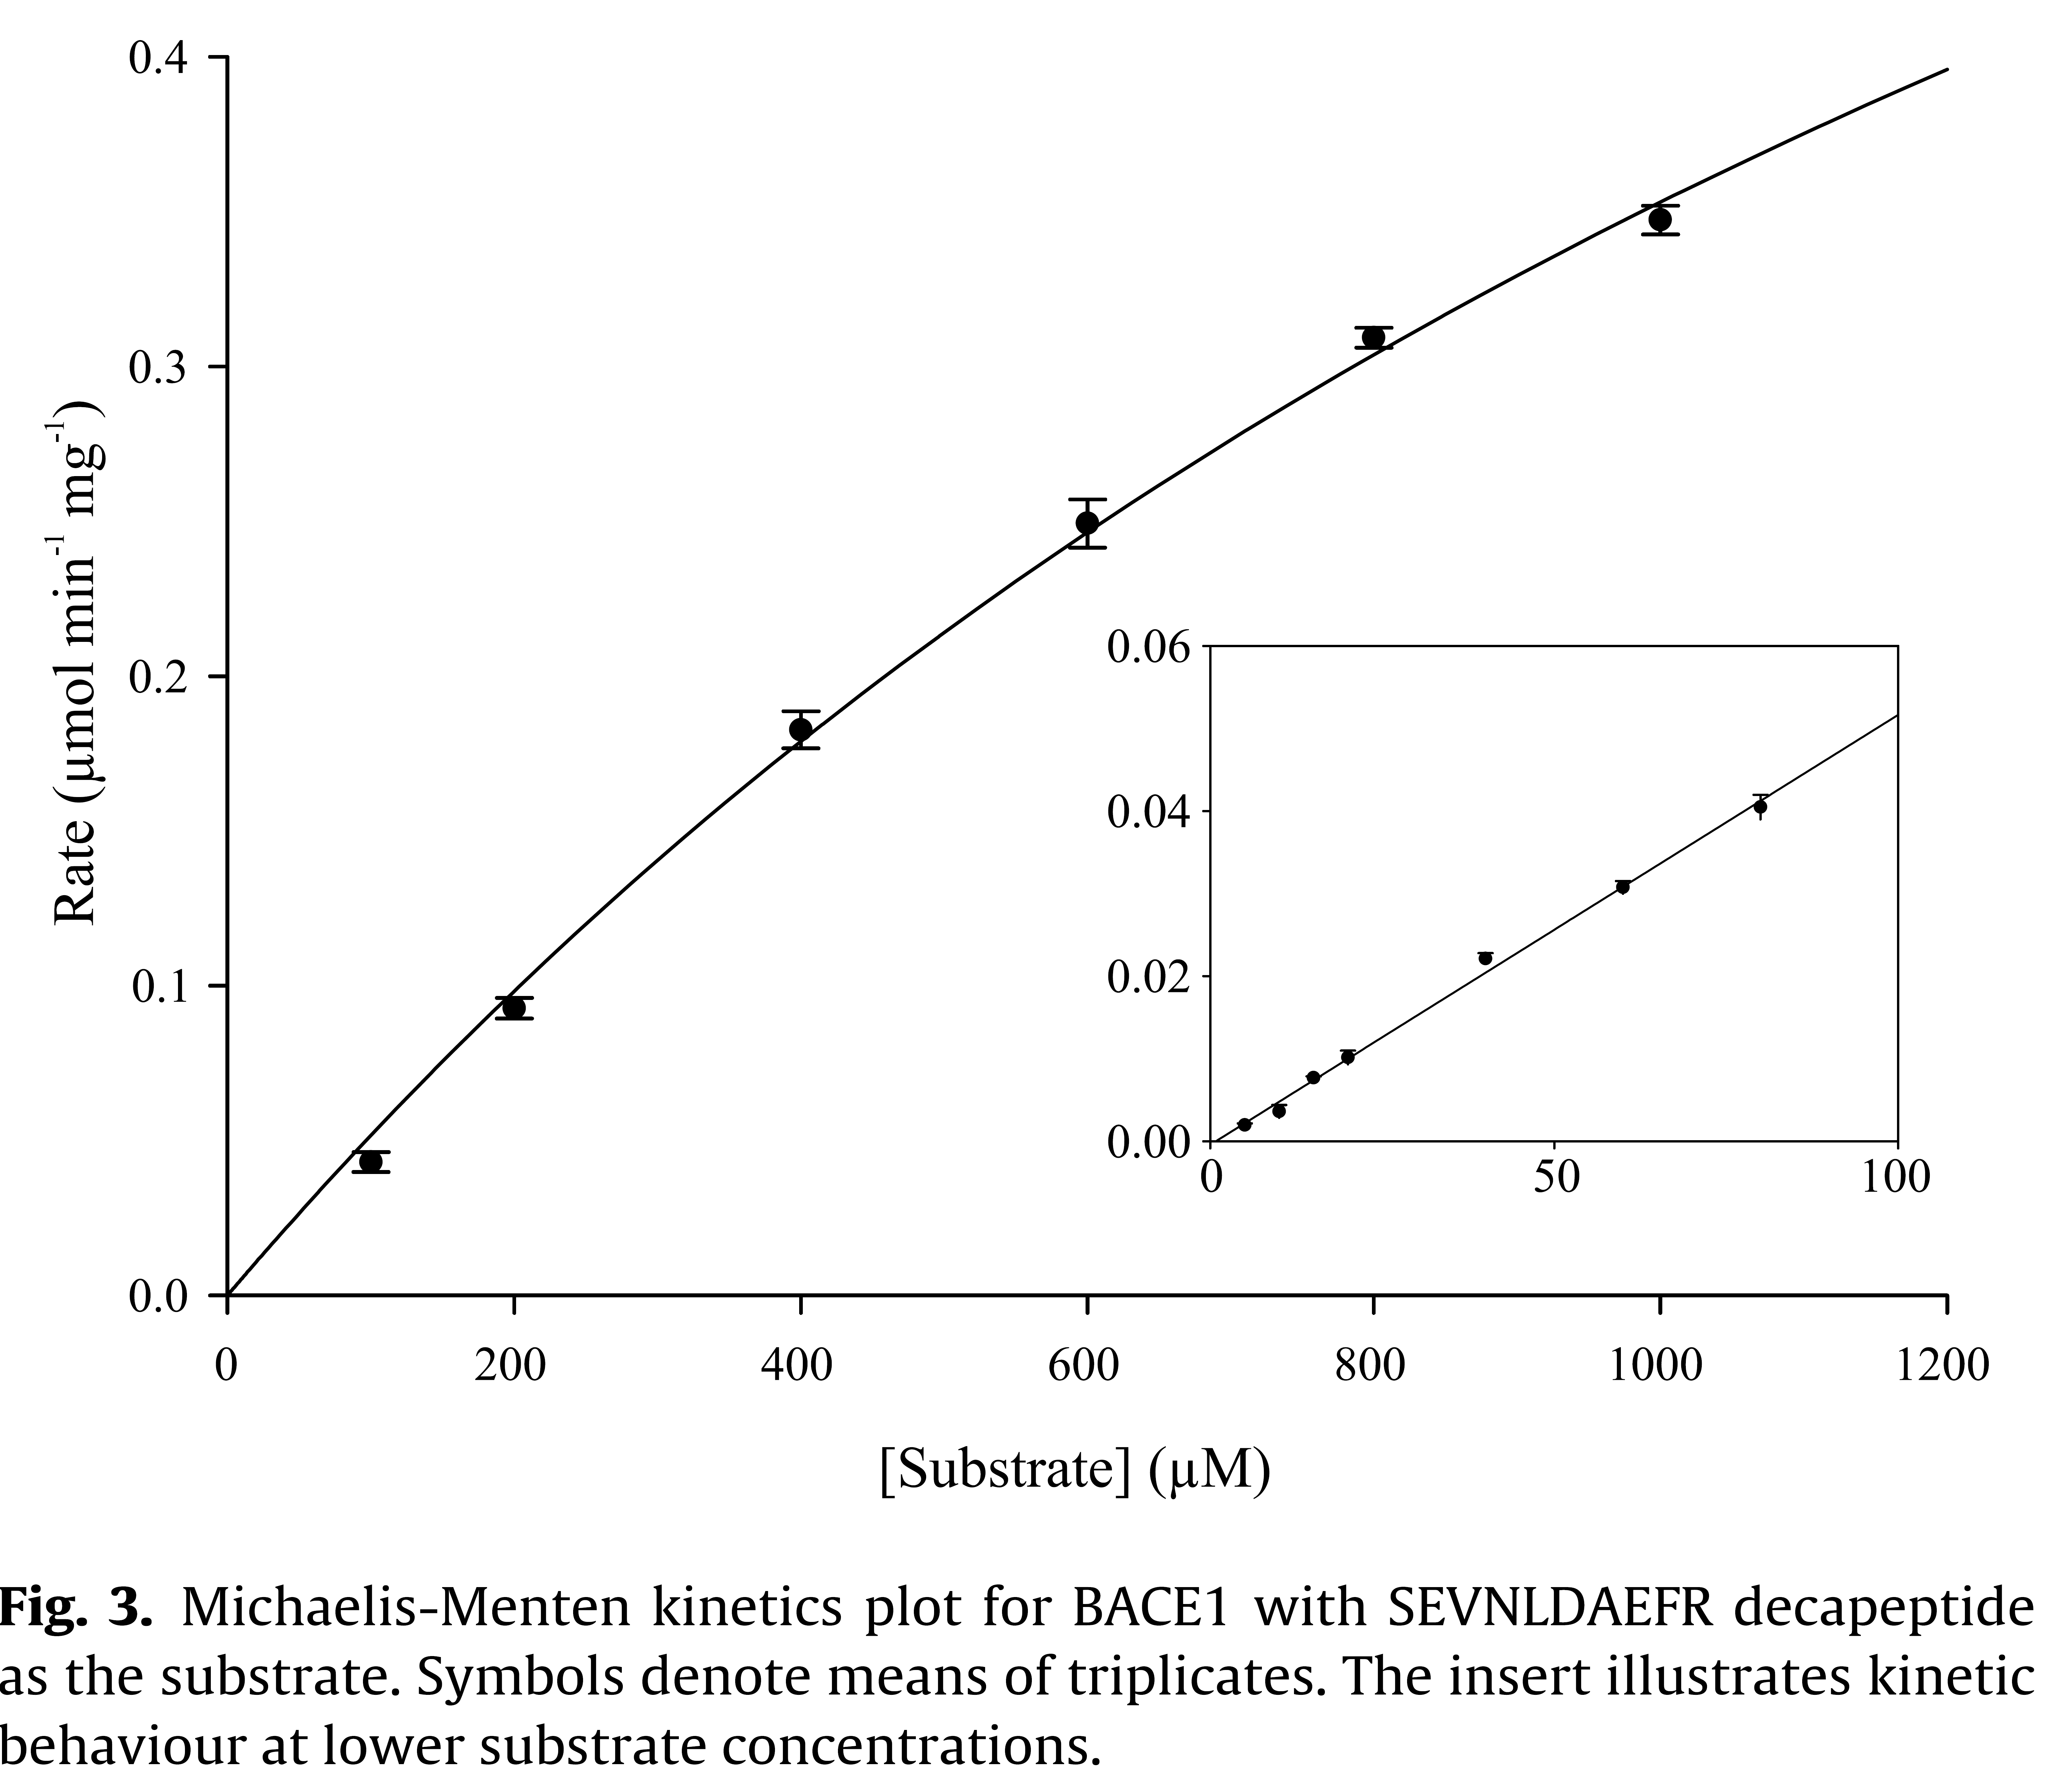 0.4
0.3
0.2
0.1
0.0
Rate (μmol min⁻¹ mg⁻¹)
0.06
0.04
0.02
0.00
0 50 100
0 200 400 600 800 1000 1200
[Substrate] (μM)
Fig. 3. Michaelis-Menten kinetics plot for BACE1 with SEVNLDAEFR decapeptide
as the substrate. Symbols denote means of triplicates. The insert illustrates kinetic
behaviour at lower substrate concentrations.